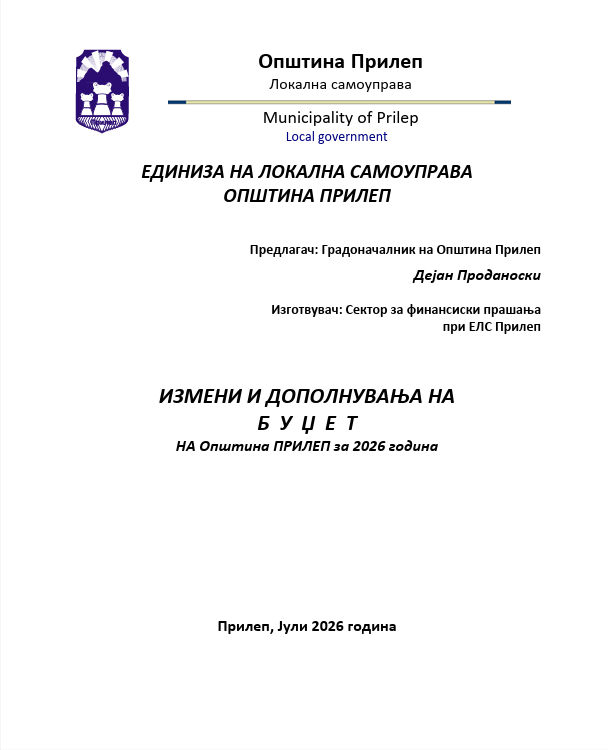 Општина Прилеп
Локална самоуправа
Municipality of Prilep
Local government
ЕДИНИЗА НА ЛОКАЛНА САМОУПРАВА
ОПШТИНА ПРИЛЕП
Предлагач: Градоначалник на Општина Прилеп
Дејан Проданоски
Изготвувач: Сектор за финансиски прашања
при ЕЛС Прилеп
ИЗМЕНИ И ДОПОЛНУВАЊА НА
Б У Џ Е Т
НА Општина ПРИЛЕП за 2026 година
Прилеп, Јули 2026 година